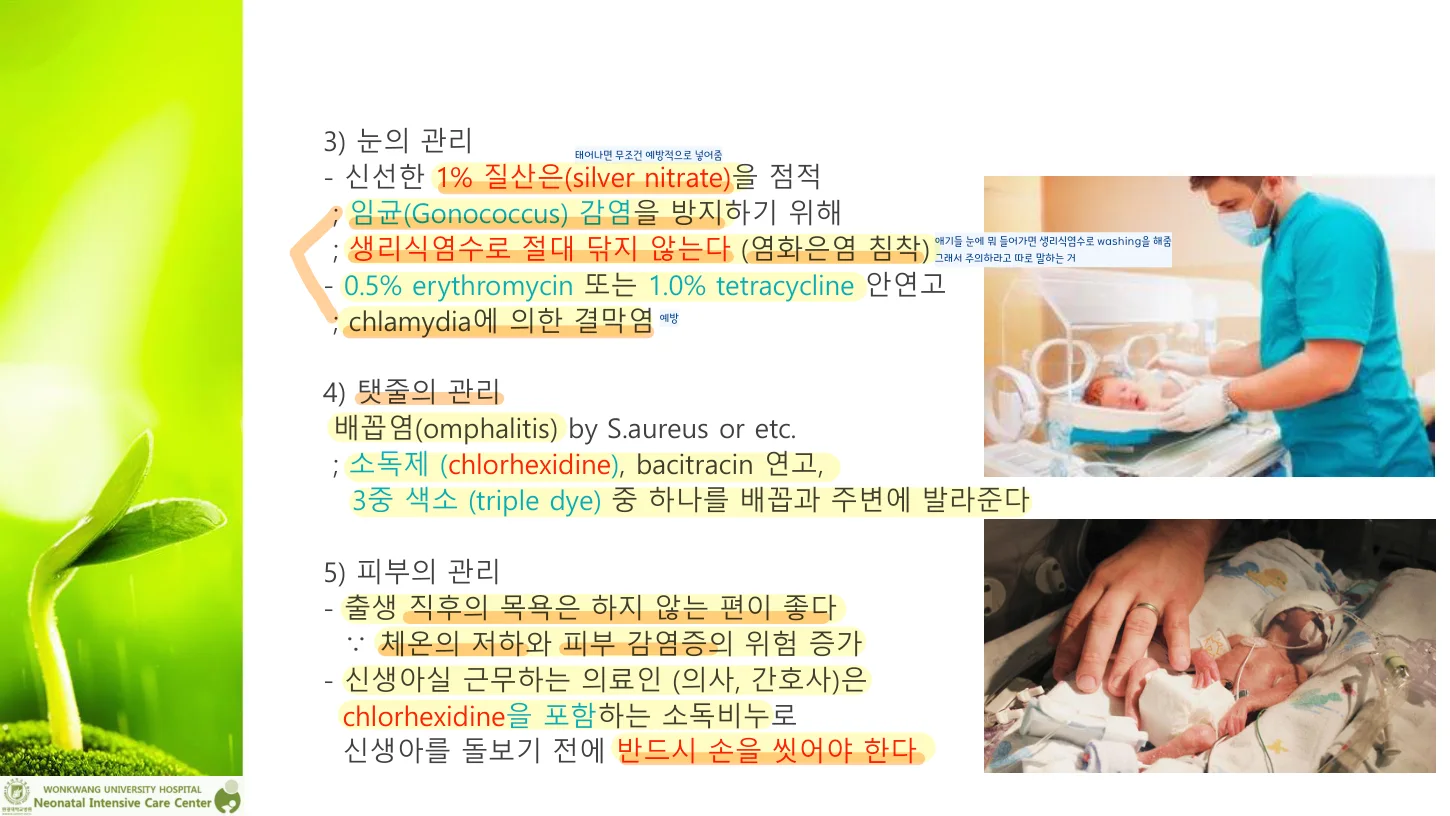 3) 눈의 관리
태어나면 무조건 예방적으로 넣어줌
- 신선한 1% 질산은(silver nitrate)을 점적
; 임균(Gonococcus) 감염을 방지하기 위해
; 생리식염수로 절대 닦지 않는다 (염화은염 침착)
얘기들 눈에 뭐 들어가면 생리식염수로 washing을 해줌
그래서 주의하라고 따로 말하는 거
- 0.5% erythromycin 또는 1.0% tetracycline 안연고
; chlamydia에 의한 결막염 예방
4) 탯줄의 관리
배꼽염(omphalitis) by S.aureus or etc.
; 소독제 (chlorhexidine), bacitracin 연고,
3중 색소 (triple dye) 중 하나를 배꼽과 주변에 발라준다
5) 피부의 관리
- 출생 직후의 목욕은 하지 않는 편이 좋다
∵ 체온의 저하와 피부 감염증의 위험 증가
- 신생아실 근무하는 의료인 (의사, 간호사)은
chlorhexidine을 포함하는 소독비누로
신생아를 돌보기 전에 반드시 손을 씻어야 한다.
WONKWANG UNIVERSITY HOSPITAL
Neonatal Intensive Care Center